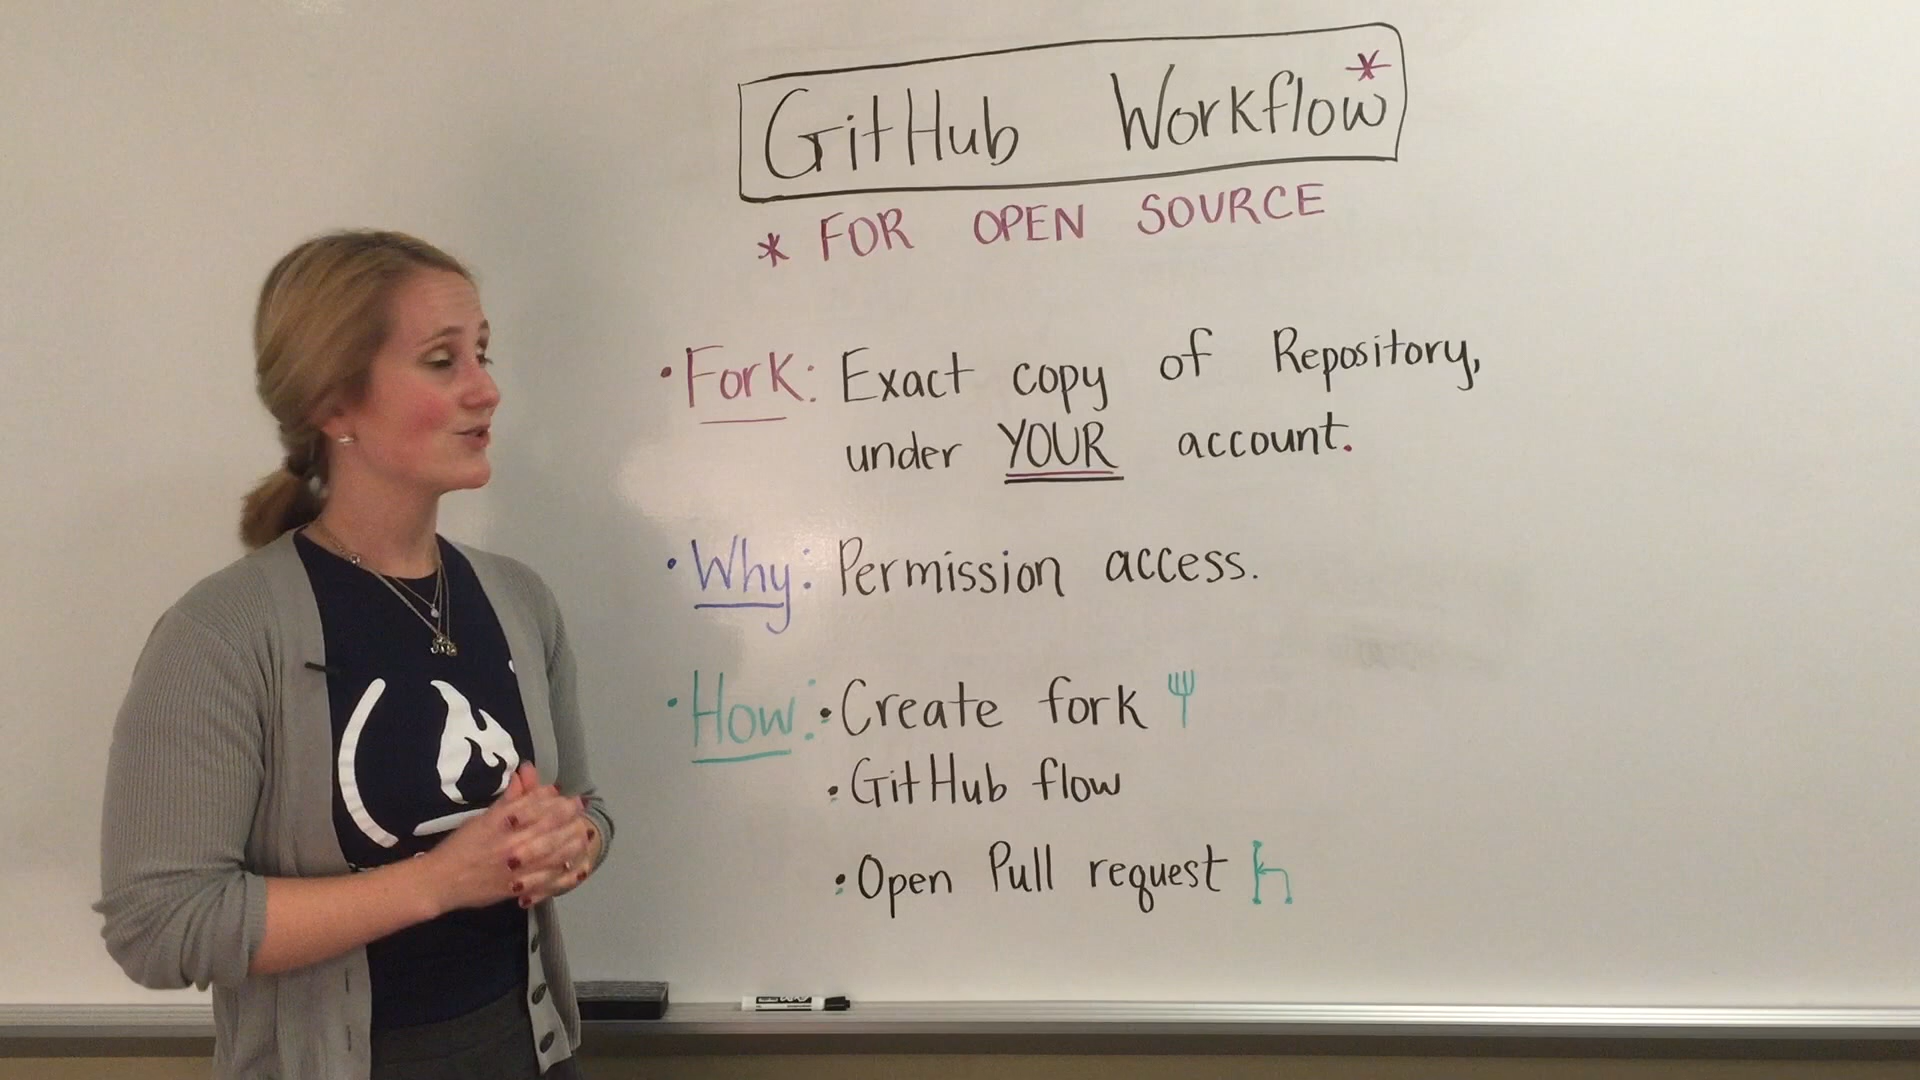 GitHub Workflow*
* FOR OPEN SOURCE
• Fork: Exact copy of Repository,
under YOUR account.
• Why: Permission access.
• How: • Create fork
• GitHub flow
• Open Pull request